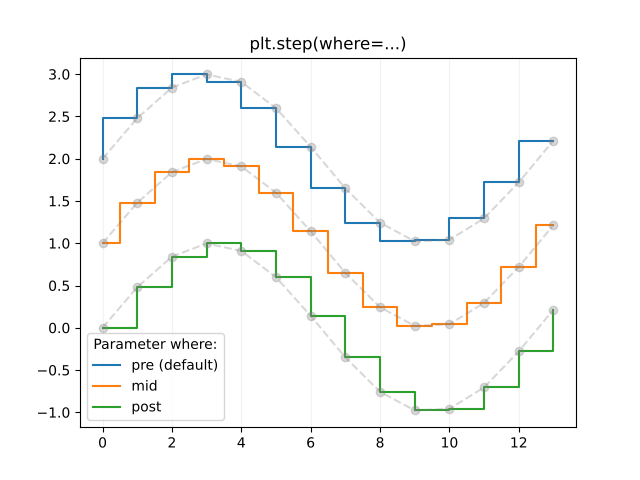 plt.step(where=...)
3.0
2.5
2.0
1.5
1.0
0.5
0.0
−0.5
−1.0
Parameter where:
pre (default)
mid
post
0 2 4 6 8 10 12